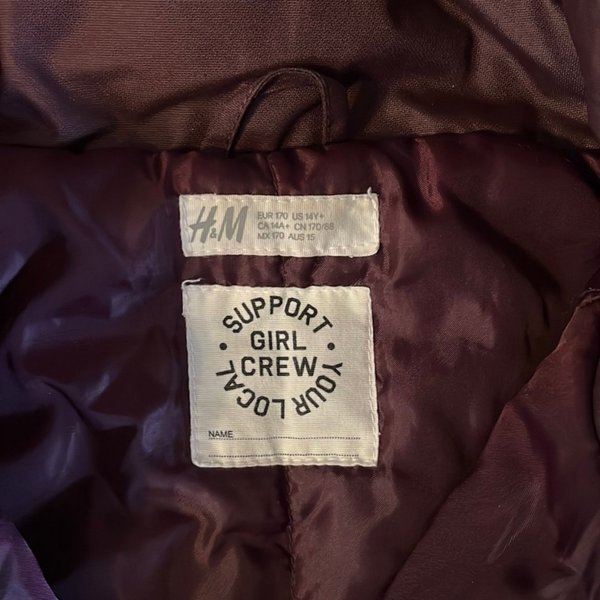 H&M
EUR 170 US 14Y+
CA 14A+ CN 170/88
MX 170 AUS 15
SUPPORT
GIRL
CREW
YOUR LOCAL
NAME